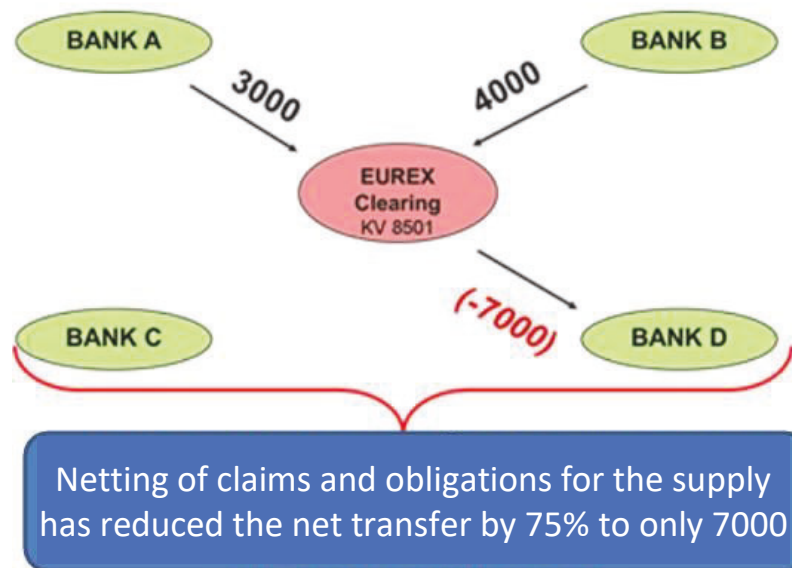 BANK A
BANK B
3000
4000
EUREX
Clearing
KV 8501
(-7000)
BANK C
BANK D
Netting of claims and obligations for the supply
has reduced the net transfer by 75% to only 7000